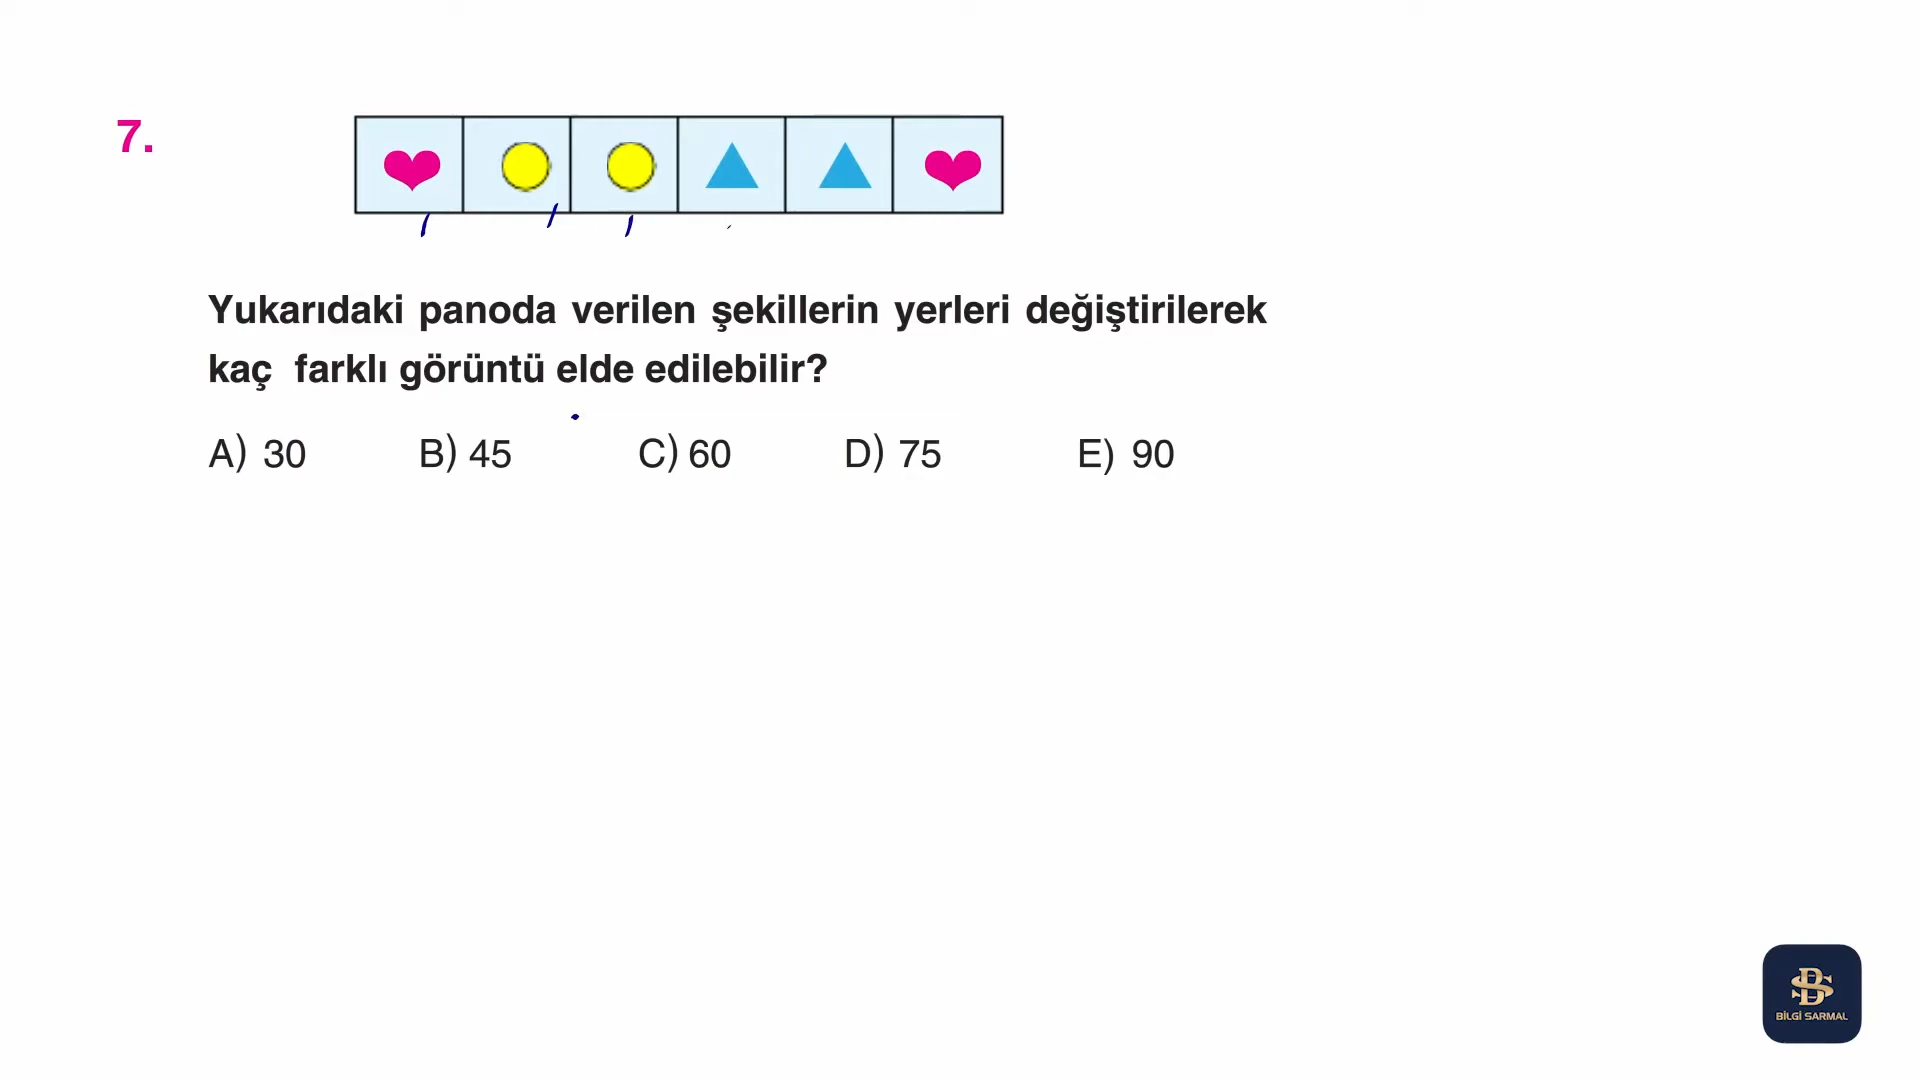 7.
Yukarıdaki panoda verilen şekillerin yerleri değiştirilerek
kaç farklı görüntü elde edilebilir?
A) 30 B) 45 C) 60 D) 75 E) 90
BİLGİ SARMAL